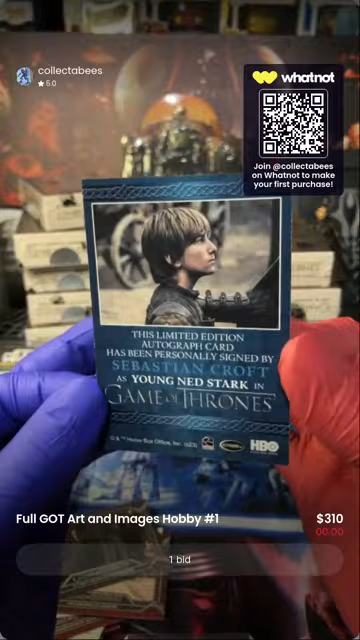 collectabees
★ 5.0
whatnot
Join @collectabees
on Whatnot to make
your first purchase!
THIS LIMITED EDITION
AUTOGRAPH CARD
HAS BEEN PERSONALLY SIGNED BY
SEBASTIAN CROFT
AS YOUNG NED STARK IN
GAME OF THRONES
HBO
Full GOT Art and Images Hobby #1
$310
00:00
1 bid